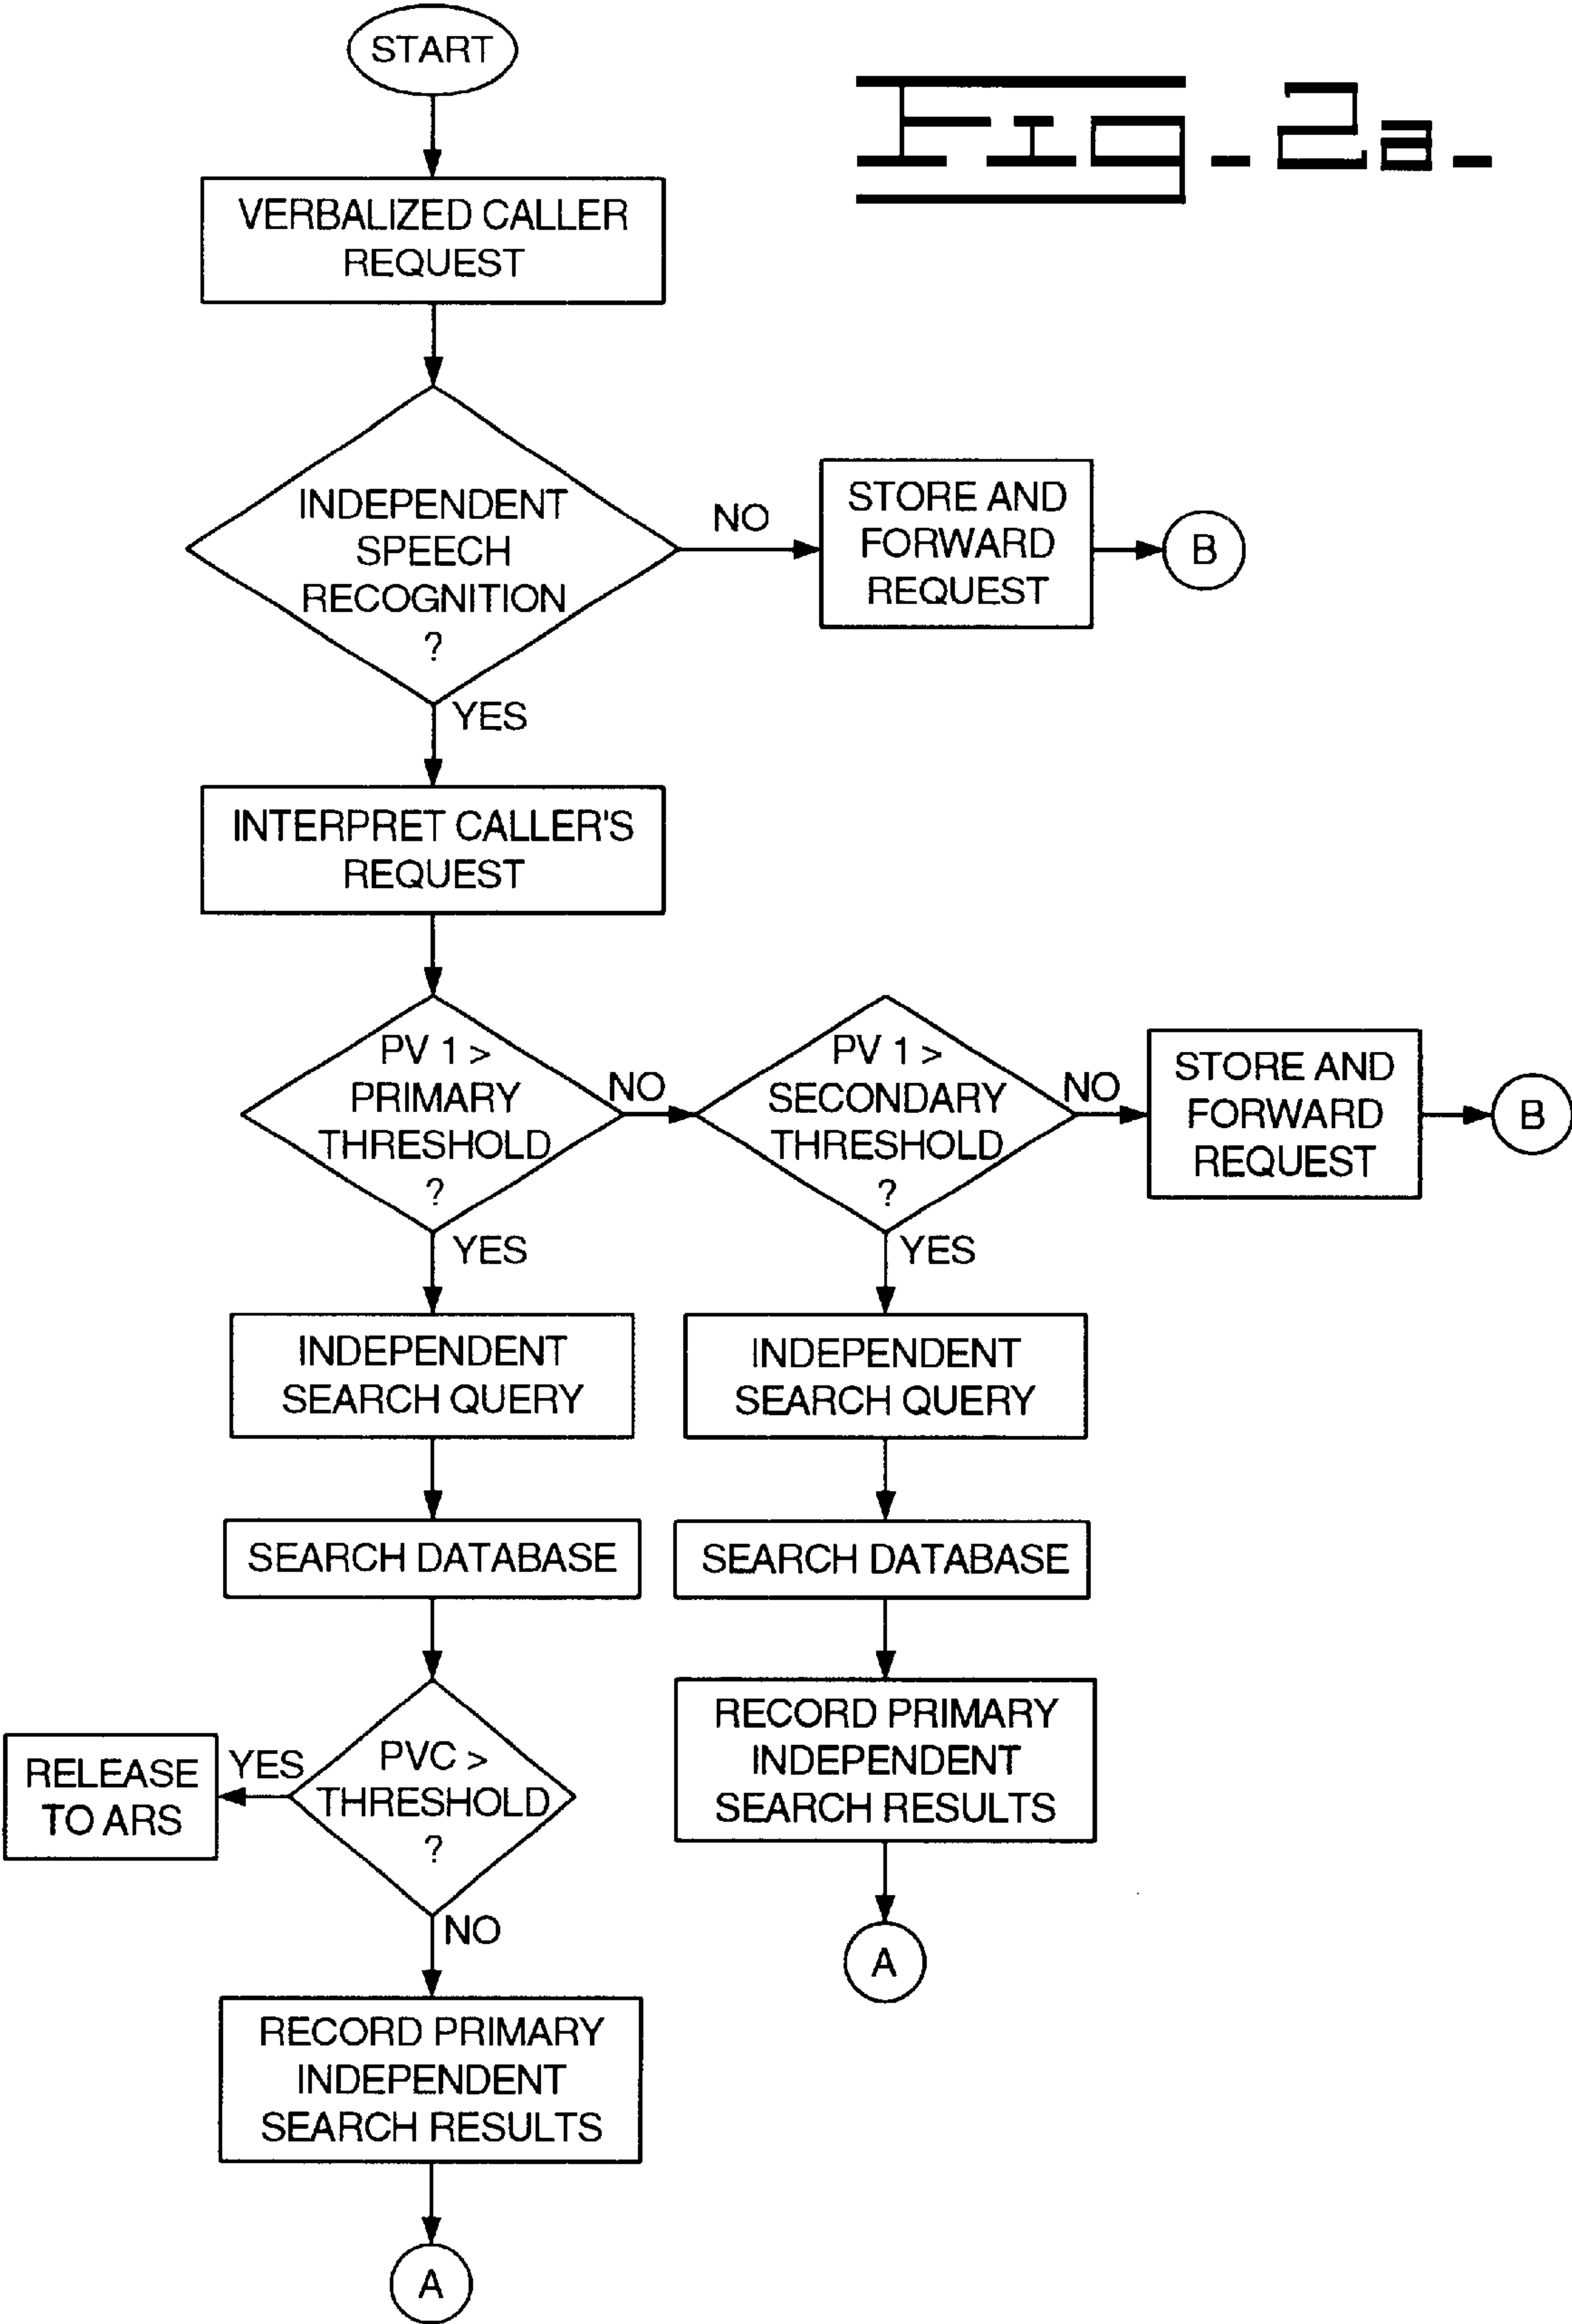 START
Fig_2a_
VERBALIZED CALLER
REQUEST
INDEPENDENT
SPEECH
RECOGNITION
?
NO
STORE AND
FORWARD
REQUEST
B
YES
INTERPRET CALLER'S
REQUEST
PV 1 >
PRIMARY
THRESHOLD
?
NO
PV 1 >
SECONDARY
THRESHOLD
?
NO
STORE AND
FORWARD
REQUEST
B
YES
YES
INDEPENDENT
SEARCH QUERY
INDEPENDENT
SEARCH QUERY
SEARCH DATABASE
SEARCH DATABASE
RELEASE
TO ARS
YES
PVC >
THRESHOLD
?
RECORD PRIMARY
INDEPENDENT
SEARCH RESULTS
NO
A
RECORD PRIMARY
INDEPENDENT
SEARCH RESULTS
A